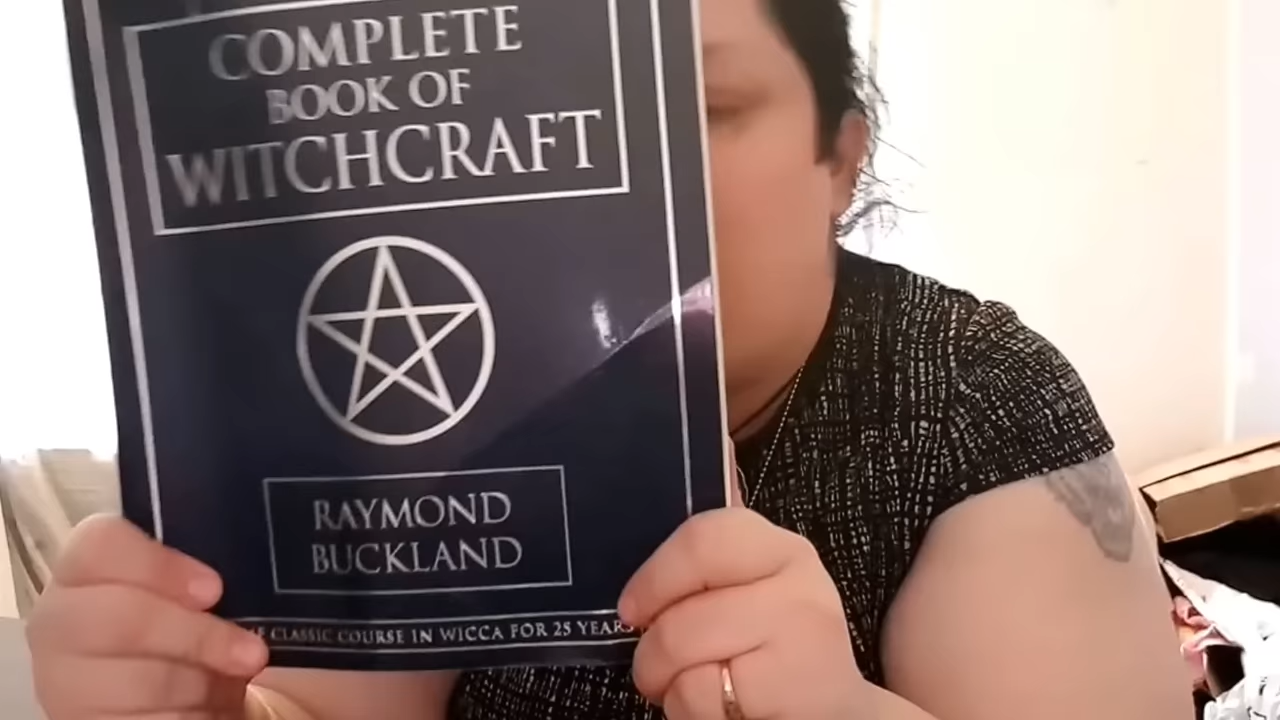 COMPLETE
BOOK OF
WITCHCRAFT
RAYMOND
BUCKLAND
CLASSIC COURSE IN WICCA FOR 25 YEARS